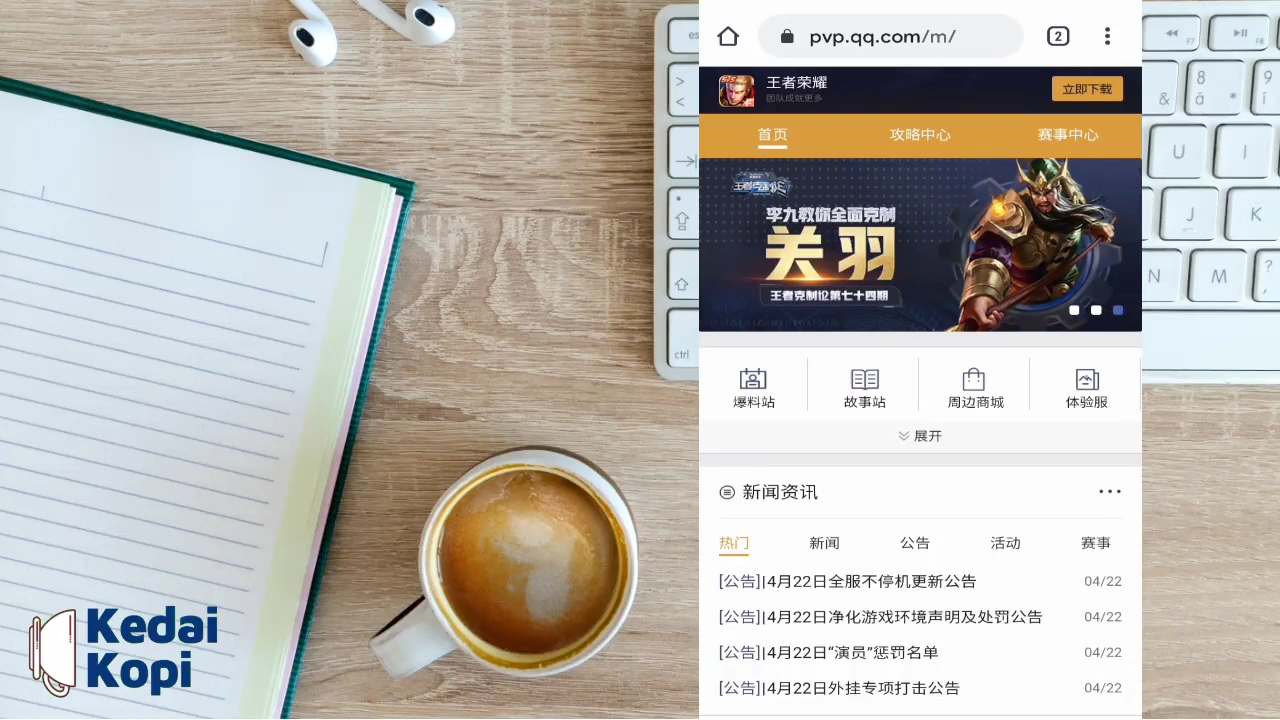 pvp.qq.com/m/
2
王者荣耀
团队成就更多
立即下载
首页
攻略中心
赛事中心
李九教你全面克制
关羽
王者克制论第七十四期
爆料站
故事站
周边商城
体验服
展开
新闻资讯
热门
新闻
公告
活动
赛事
[公告]|4月22日全服不停机更新公告 04/22
[公告]|4月22日净化游戏环境声明及处罚公告 04/22
[公告]|4月22日“演员”惩罚名单 04/22
[公告]|4月22日外挂专项打击公告 04/22
Kedai
Kopi
es
F7
F8
>
<
&
8
á
*
9
í
U
I
J
K
N
M
?
ctrl